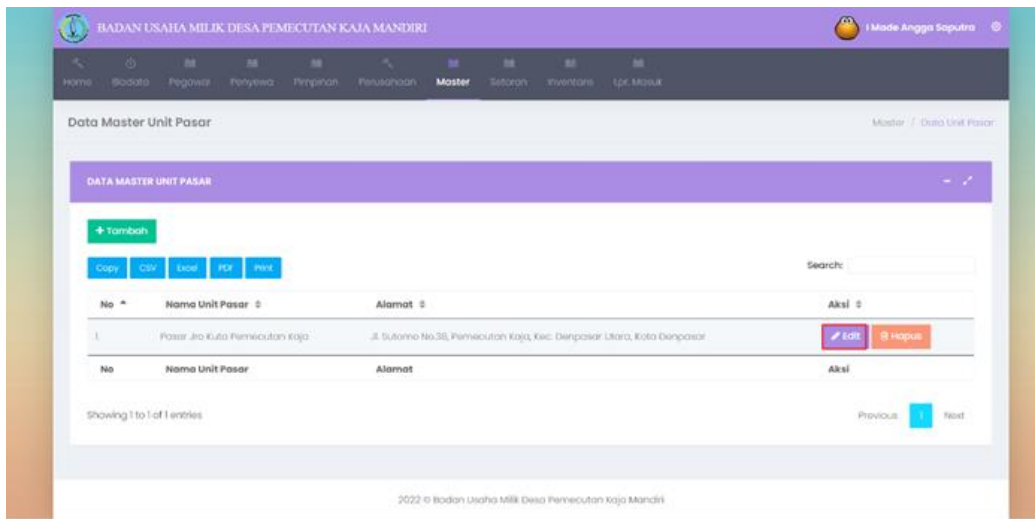 BADAN USAHA MILIK DESA PEMECUTAN KAJA MANDIRI
I Made Angga Saputra
Home Biodata Pegawai Penyewa Pimpinan Perusahaan Master Setoran Inventaris Lpr. Masuk
Data Master Unit Pasar
Master / Data Unit Pasar
DATA MASTER UNIT PASAR
+ Tambah
Copy CSV Excel PDF Print
Search:
No Nama Unit Pasar Alamat Aksi
1. Pasar Jro Kuta Pemecutan Kaja Jl. Sutomo No.38, Pemecutan Kaja, Kec. Denpasar Utara, Kota Denpasar Edit Hapus
No Nama Unit Pasar Alamat Aksi
Showing 1 to 1 of 1 entries
Previous 1 Next
2022 © Badan Usaha Milik Desa Pemecutan Kaja Mandiri